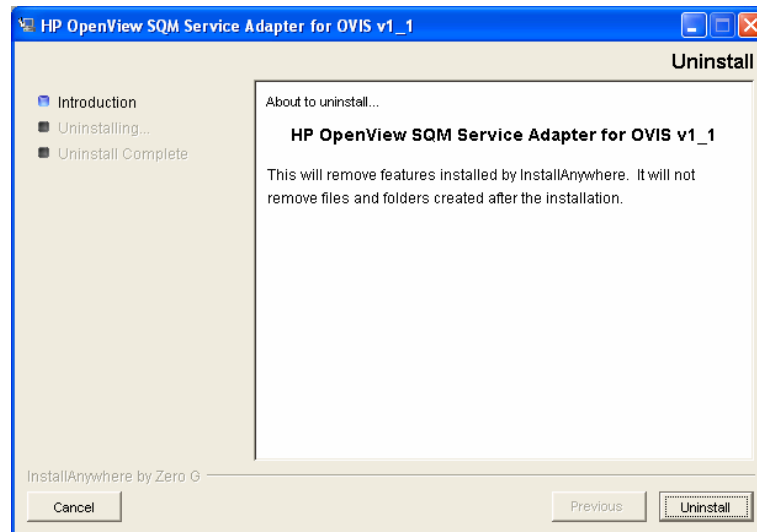 HP OpenView SQM Service Adapter for OVIS v1_1
Uninstall
Introduction
Uninstalling...
Uninstall Complete
About to uninstall...
HP OpenView SQM Service Adapter for OVIS v1_1
This will remove features installed by InstallAnywhere. It will not
remove files and folders created after the installation.
InstallAnywhere by Zero G
Cancel
Previous
Uninstall